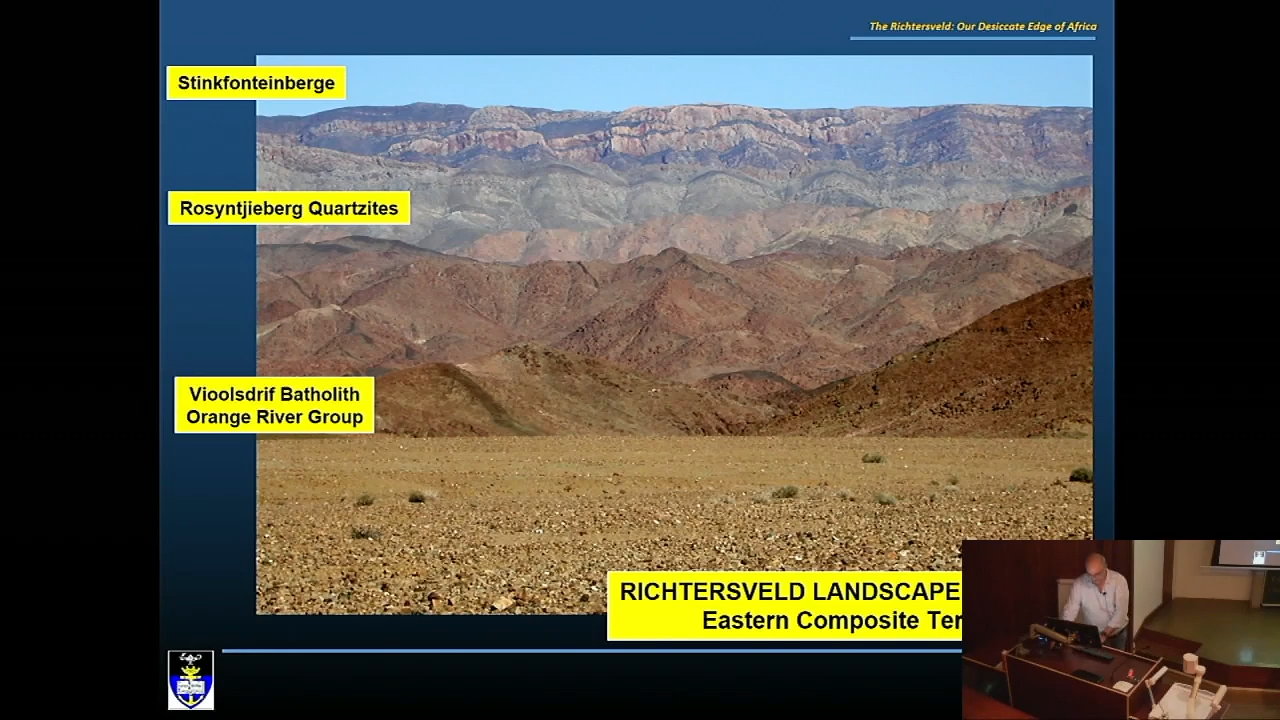 The Richtersveld: Our Desiccate Edge of Africa
Stinkfonteinberge
Rosyntjieberg Quartzites
Vioolsdrif Batholith
Orange River Group
RICHTERSVELD LANDSCAPE
Eastern Composite Ter